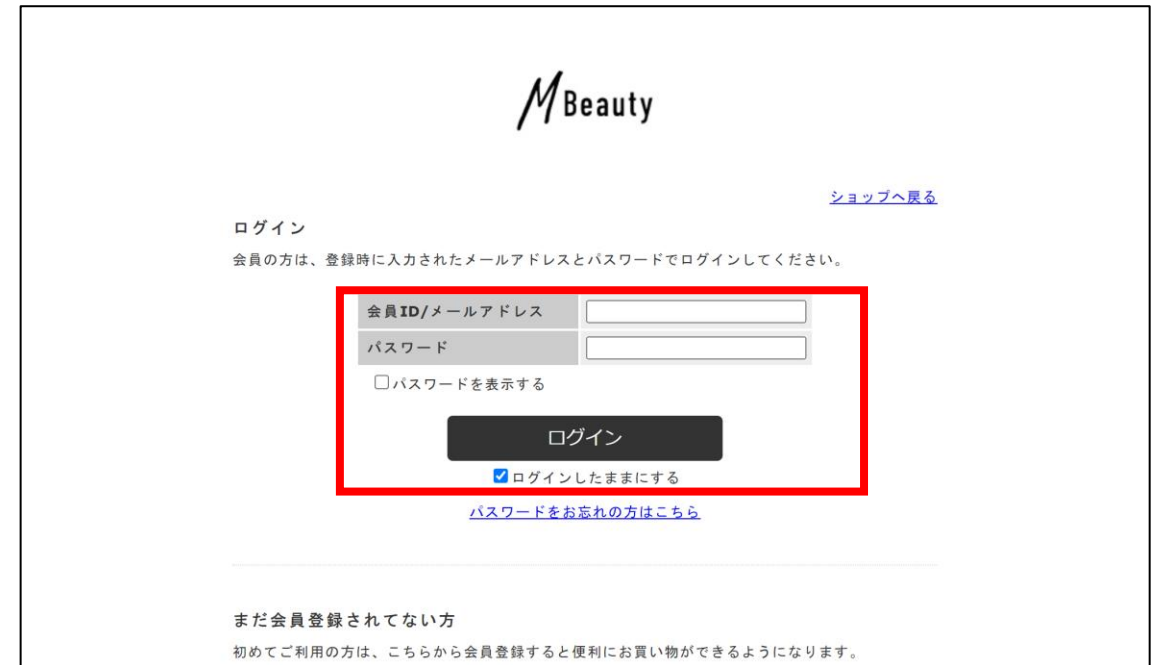 M Beauty
ショップへ戻る
ログイン
会員の方は、登録時に入力されたメールアドレスとパスワードでログインしてください。
会員ID/メールアドレス
パスワード
パスワードを表示する
ログイン
ログインしたままにする
パスワードをお忘れの方はこちら
まだ会員登録されてない方
初めてご利用の方は、こちらから会員登録すると便利にお買い物ができるようになります。